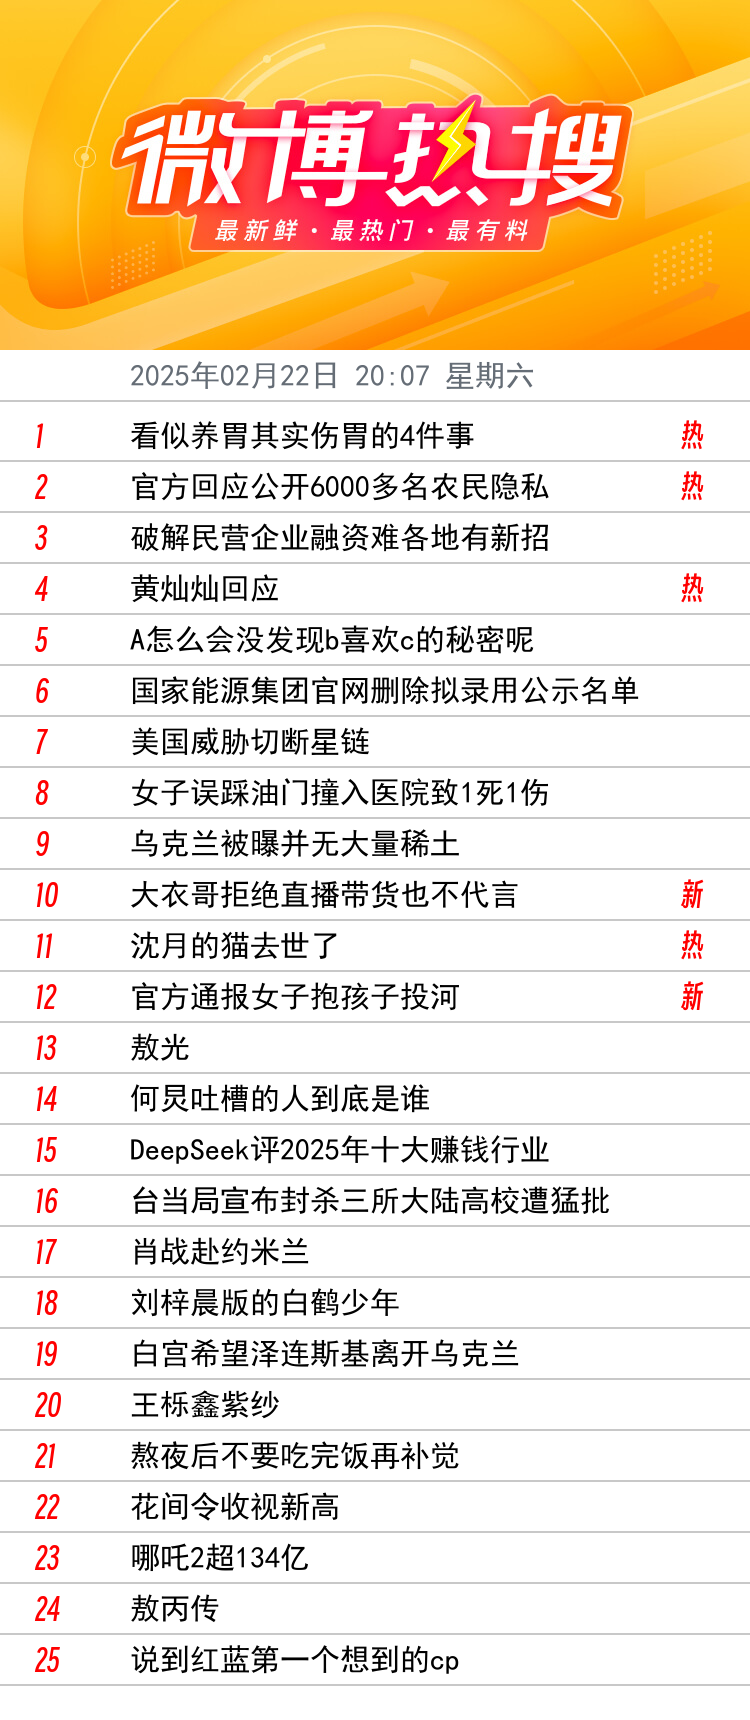 微博热搜
最新鲜·最热门·最有料
2025年02月22日 20:07 星期六
1 看似养胃其实伤胃的4件事 热
2 官方回应公开6000多名农民隐私 热
3 破解民营企业融资难各地有新招
4 黄灿灿回应 热
5 A怎么会没发现b喜欢c的秘密呢
6 国家能源集团官网删除拟录用公示名单
7 美国威胁切断星链
8 女子误踩油门撞入医院致1死1伤
9 乌克兰被曝并无大量稀土
10 大衣哥拒绝直播带货也不代言 新
11 沈月的猫去世了 热
12 官方通报女子抱孩子投河 新
13 敖光
14 何炅吐槽的人到底是谁
15 DeepSeek评2025年十大赚钱行业
16 台当局宣布封杀三所大陆高校遭猛批
17 肖战赴约米兰
18 刘梓晨版的白鹤少年
19 白宫希望泽连斯基离开乌克兰
20 王栎鑫紫纱
21 熬夜后不要吃完饭再补觉
22 花间令收视新高
23 哪吒2超134亿
24 敖丙传
25 说到红蓝第一个想到的cp